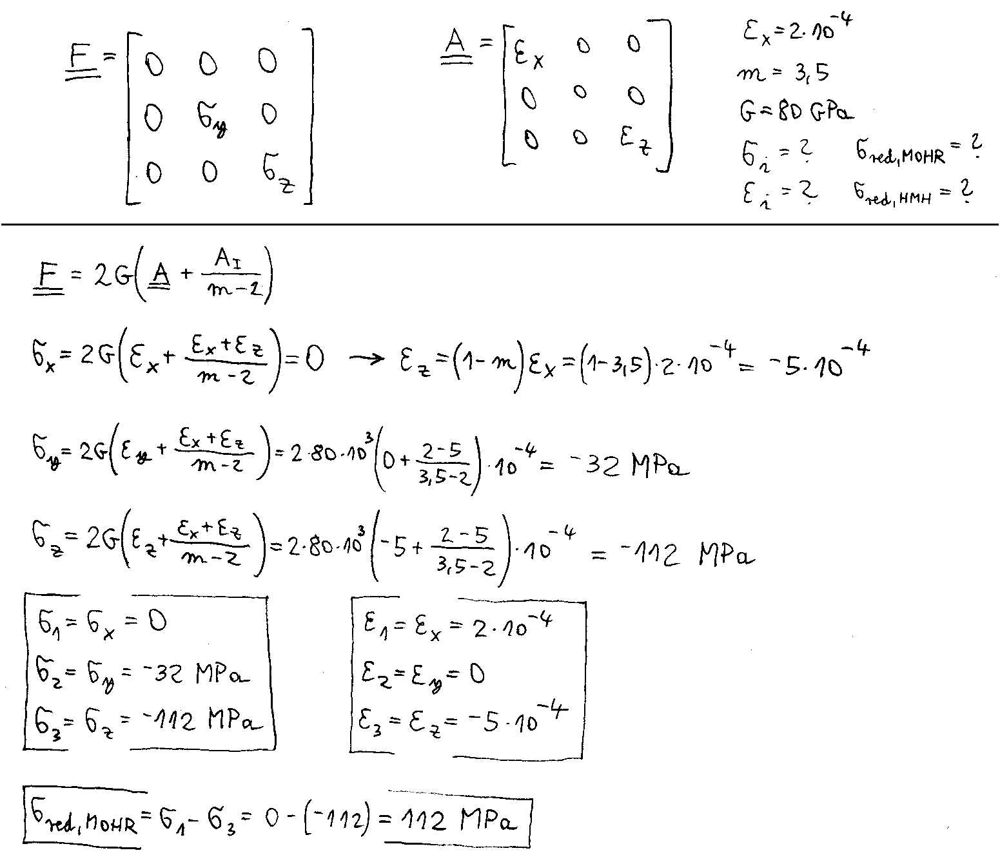 F = [0 0 0; 0 σy 0; 0 0 σz]
A = [εx 0 0; 0 0 0; 0 0 εz]
εx = 2·10^-4
m = 3,5
G = 80 GPa
σi = ? σred,MOHR = ?
εi = ? σred,HMH = ?
F = 2G(A + AI/(m-2))
σx = 2G(εx + (εx+εz)/(m-2)) = 0 → εz = (1-m)εx = (1-3,5)·2·10^-4 = -5·10^-4
σy = 2G(εy + (εx+εz)/(m-2)) = 2·80·10^3(0 + (2-5)/(3,5-2))·10^-4 = -32 MPa
σz = 2G(εz + (εx+εz)/(m-2)) = 2·80·10^3(-5 + (2-5)/(3,5-2))·10^-4 = -112 MPa
σ1 = σx = 0
σ2 = σy = -32 MPa
σ3 = σz = -112 MPa
ε1 = εx = 2·10^-4
ε2 = εy = 0
ε3 = εz = -5·10^-4
σred,MOHR = σ1 - σ3 = 0 - (-112) = 112 MPa